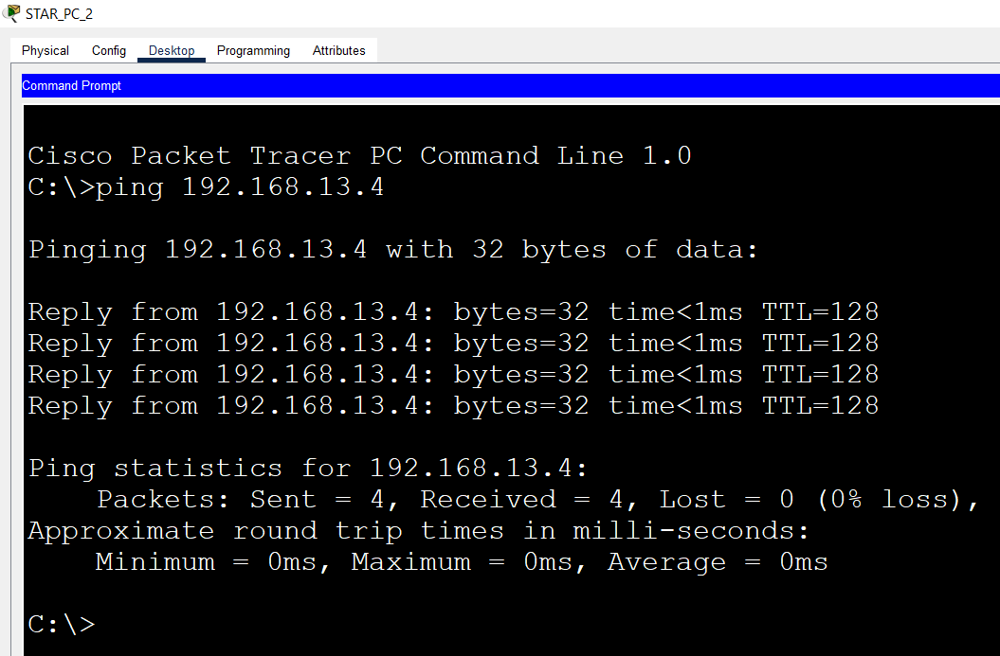 STAR_PC_2
Physical Config Desktop Programming Attributes
Command Prompt
Cisco Packet Tracer PC Command Line 1.0
C:\>ping 192.168.13.4
Pinging 192.168.13.4 with 32 bytes of data:
Reply from 192.168.13.4: bytes=32 time<1ms TTL=128
Reply from 192.168.13.4: bytes=32 time<1ms TTL=128
Reply from 192.168.13.4: bytes=32 time<1ms TTL=128
Reply from 192.168.13.4: bytes=32 time<1ms TTL=128
Ping statistics for 192.168.13.4:
Packets: Sent = 4, Received = 4, Lost = 0 (0% loss),
Approximate round trip times in milli-seconds:
Minimum = 0ms, Maximum = 0ms, Average = 0ms
C:\>